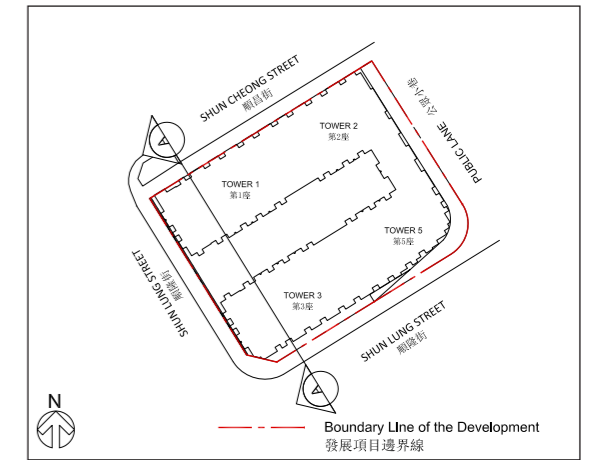 SHUN CHEONG STREET
順昌街
PUBLIC LANE 公眾小巷
TOWER 2
第2座
TOWER 1
第1座
TOWER 5
第5座
TOWER 3
第3座
SHUN LUNG STREET
順隆街
SHUN LUNG STREET
順隆街
A
A
N
Boundary Line of the Development
發展項目邊界線